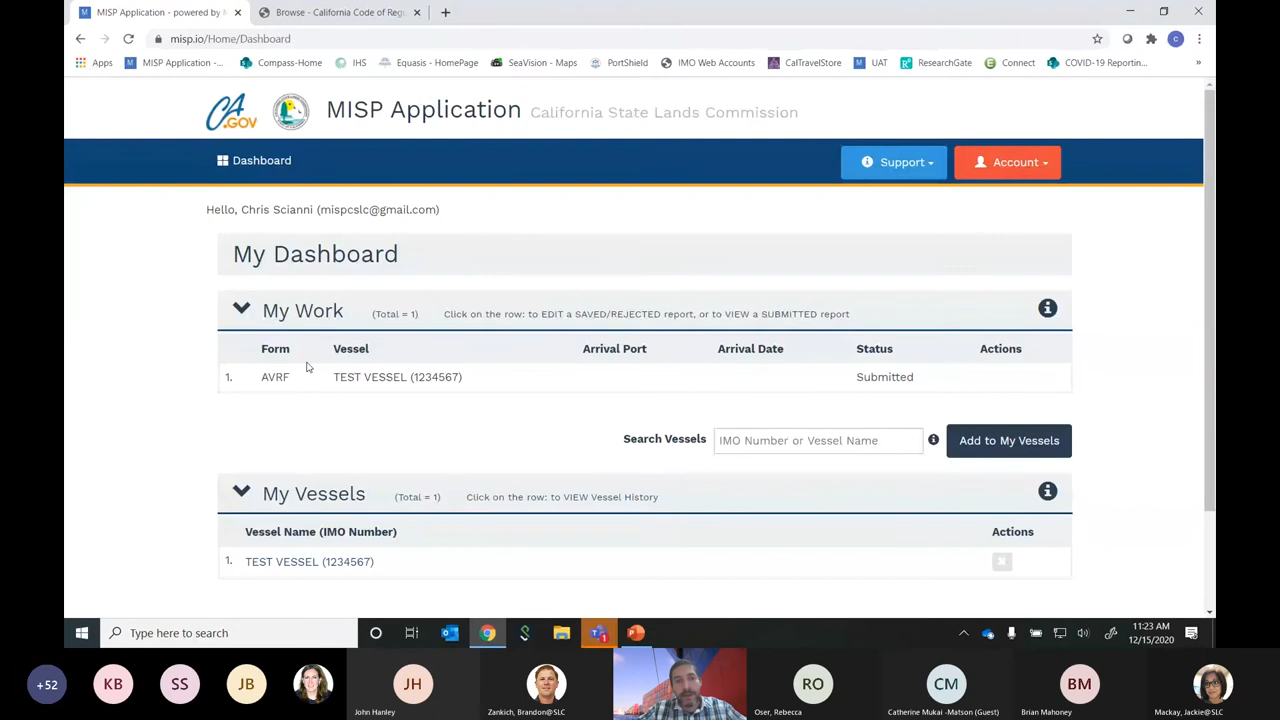 MISP Application - powered by M
Browse - California Code of Regu
misp.io/Home/Dashboard
C
Apps
MISP Application -...
Compass-Home
IHS
Equasis - HomePage
SeaVision - Maps
PortShield
IMO Web Accounts
CalTravelStore
UAT
ResearchGate
Connect
COVID-19 Reportin...
CA.GOV
MISP Application California State Lands Commission
Dashboard
Support
Account
Hello, Chris Scianni (mispcslc@gmail.com)
My Dashboard
My Work (Total = 1) Click on the row: to EDIT a SAVED/REJECTED report, or to VIEW a SUBMITTED report
Form Vessel Arrival Port Arrival Date Status Actions
1. AVRF TEST VESSEL (1234567) Submitted
Search Vessels IMO Number or Vessel Name Add to My Vessels
My Vessels (Total = 1) Click on the row: to VIEW Vessel History
Vessel Name (IMO Number) Actions
1. TEST VESSEL (1234567)
Type here to search
11:23 AM
12/15/2020
+52
KB
SS
JB
JH
John Hanley
Zankich, Brandon@SLC
RO
Oser, Rebecca
CM
Catherine Mukai -Matson (Guest)
BM
Brian Mahoney
Mackay, Jackie@SLC